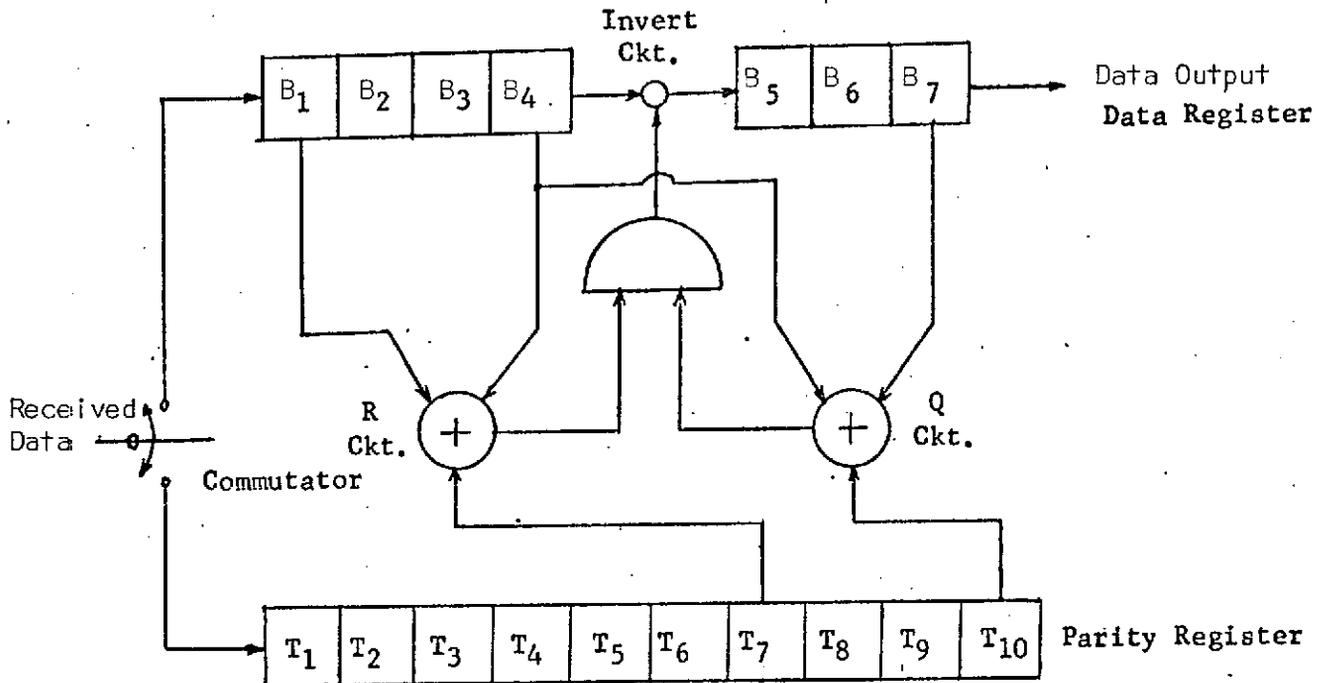 Invert
Ckt.
B1 B2 B3 B4
B5 B6 B7
Data Output
Data Register
Received
Data
Commutator
R
Ckt.
+
+
Q
Ckt.
T1 T2 T3 T4 T5 T6 T7 T8 T9 T10
Parity Register